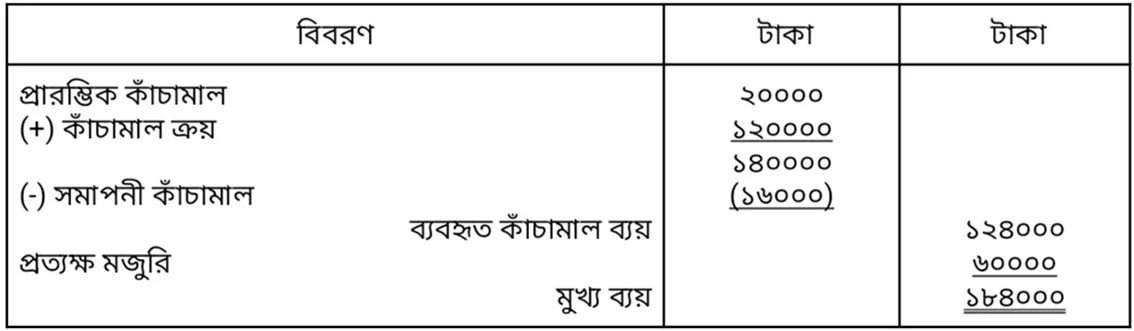 বিবরণ টাকা টাকা
প্রারম্ভিক কাঁচামাল ২০০০০
(+) কাঁচামাল ক্রয় ১২০০০০
১৪০০০০
(-) সমাপনী কাঁচামাল (১৬০০০)
ব্যবহৃত কাঁচামাল ব্যয় ১২৪০০০
প্রত্যক্ষ মজুরি ৬০০০০
মুখ্য ব্যয় ১৮৪০০০